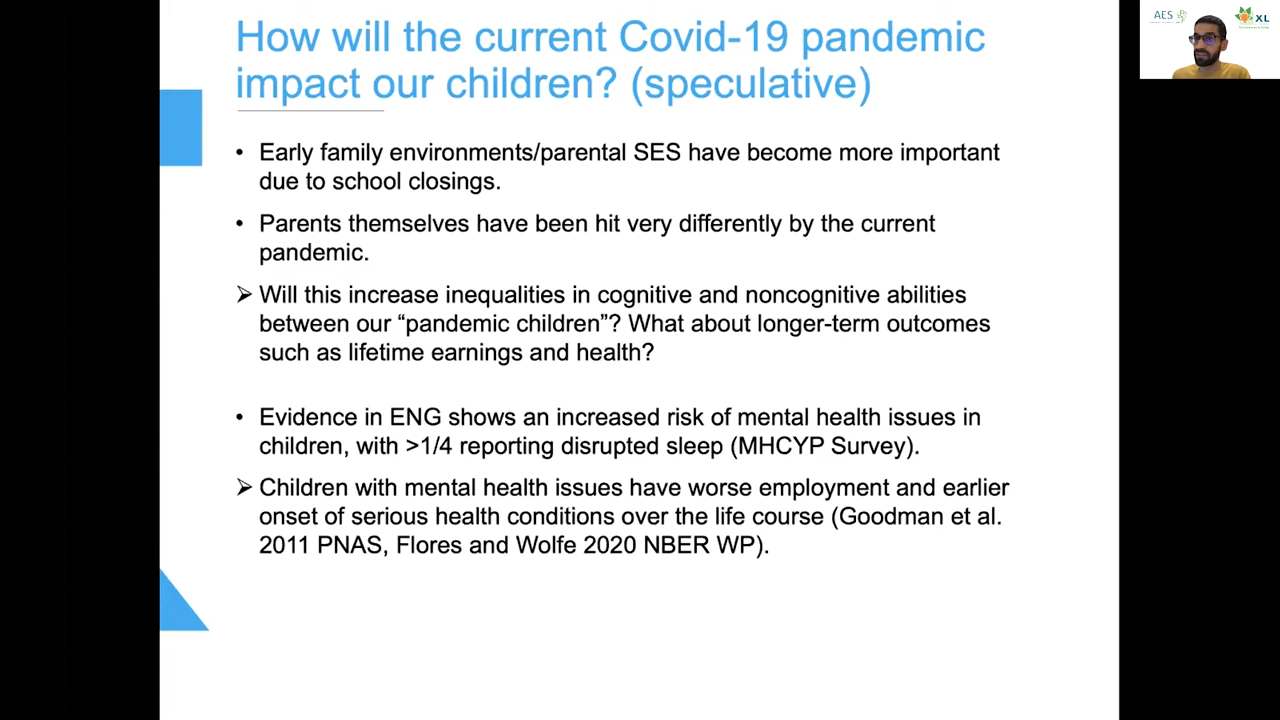 How will the current Covid-19 pandemic
impact our children? (speculative)
• Early family environments/parental SES have become more important
due to school closings.
• Parents themselves have been hit very differently by the current
pandemic.
➢ Will this increase inequalities in cognitive and noncognitive abilities
between our “pandemic children”? What about longer-term outcomes
such as lifetime earnings and health?
• Evidence in ENG shows an increased risk of mental health issues in
children, with >1/4 reporting disrupted sleep (MHCYP Survey).
➢ Children with mental health issues have worse employment and earlier
onset of serious health conditions over the life course (Goodman et al.
2011 PNAS, Flores and Wolfe 2020 NBER WP).
AES
XL